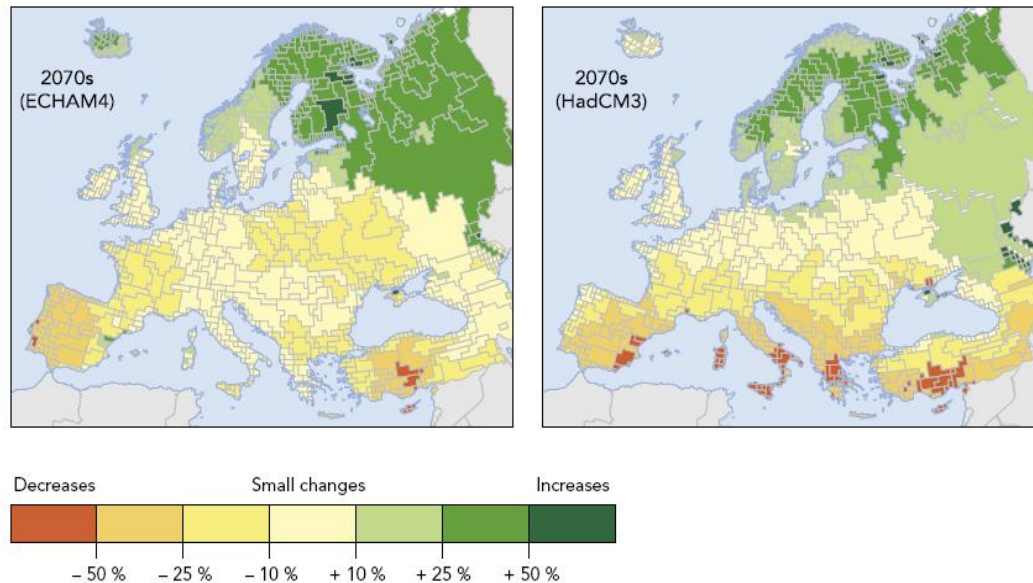 2070s
(ECHAM4)
2070s
(HadCM3)
Decreases Small changes Increases
– 50 % – 25 % – 10 % + 10 % + 25 % + 50 %